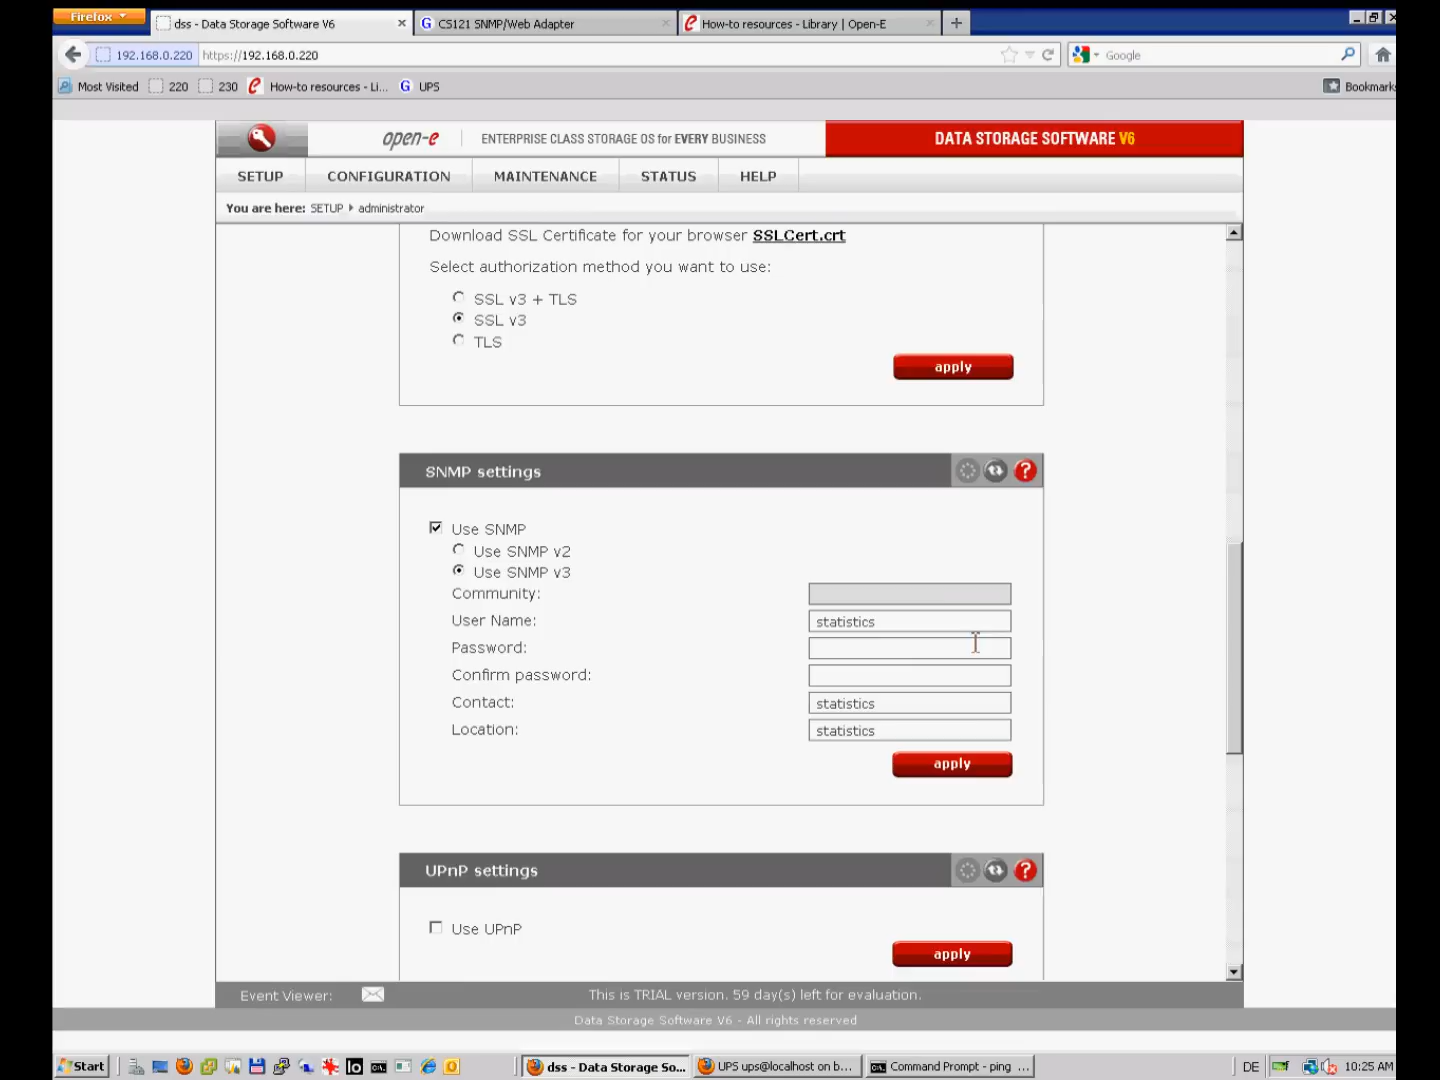 Firefox
dss - Data Storage Software V6
CS121 SNMP/Web Adapter
How-to resources - Library | Open-E
192.168.0.220
https://192.168.0.220
Google
Most Visited
220
230
How-to resources - Li...
UPS
Bookmarks
open-e
ENTERPRISE CLASS STORAGE OS for EVERY BUSINESS
DATA STORAGE SOFTWARE V6
SETUP
CONFIGURATION
MAINTENANCE
STATUS
HELP
You are here: SETUP administrator
Download SSL Certificate for your browser SSLCert.crt
Select authorization method you want to use:
SSL v3 + TLS
SSL v3
TLS
apply
SNMP settings
?
Use SNMP
Use SNMP v2
Use SNMP v3
Community:
User Name:
statistics
Password:
Confirm password:
Contact:
statistics
Location:
statistics
apply
UPnP settings
?
Use UPnP
apply
Event Viewer:
This is TRIAL version. 59 day(s) left for evaluation.
Data Storage Software V6 - All rights reserved
Start
dss - Data Storage So...
UPS ups@localhost on b...
Command Prompt - ping ...
DE
10:25 AM